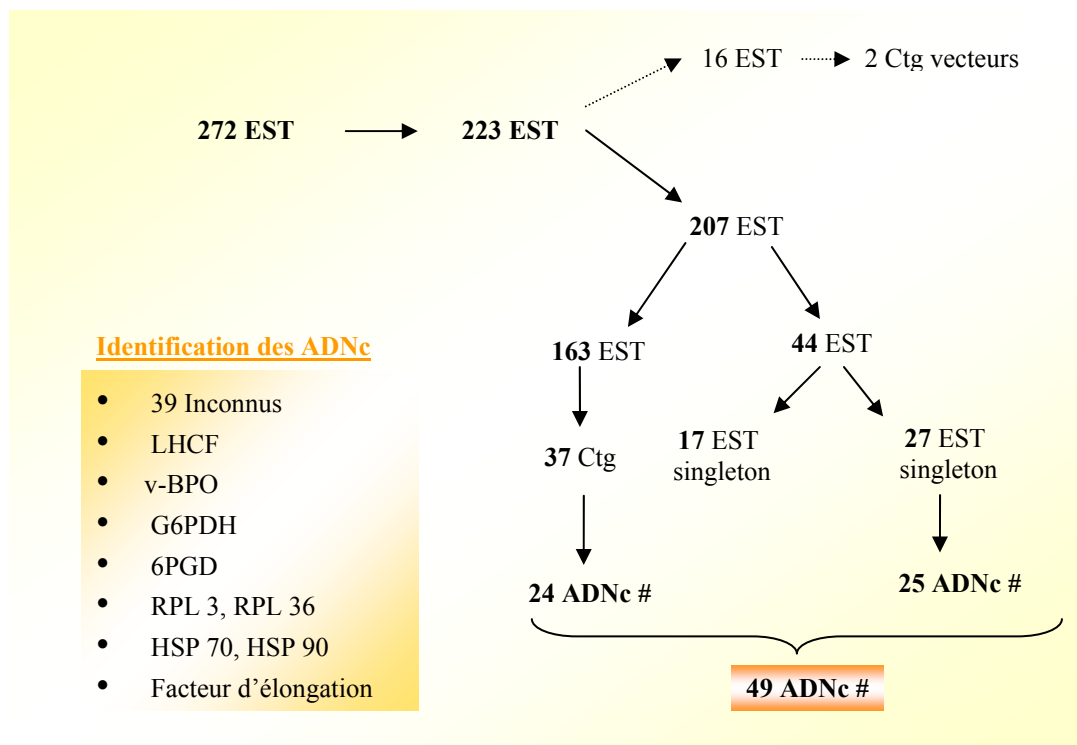 16 EST
2 Ctg vecteurs
272 EST
223 EST
207 EST
163 EST
44 EST
37 Ctg
17 EST
singleton
27 EST
singleton
24 ADNc #
25 ADNc #
49 ADNc #
Identification des ADNc
• 39 Inconnus
• LHCF
• v-BPO
• G6PDH
• 6PGD
• RPL 3, RPL 36
• HSP 70, HSP 90
• Facteur d’élongation